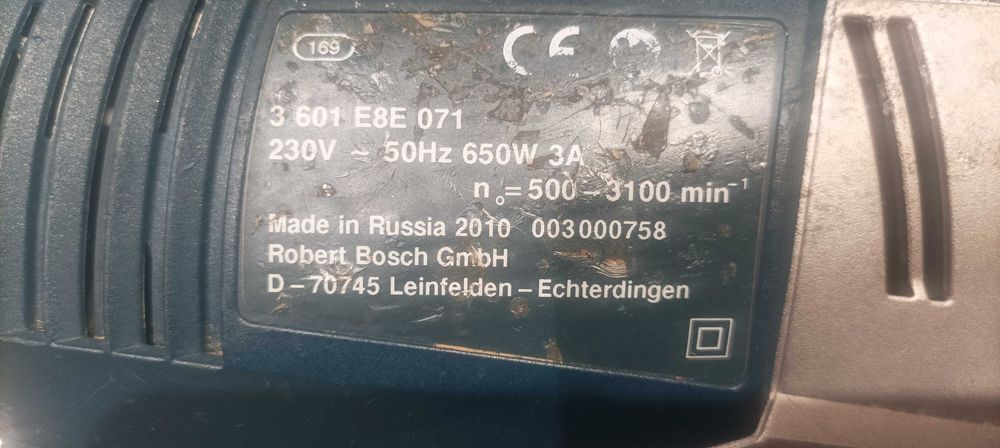 169
CE
3 601 E8E 071
230V ~ 50Hz 650W 3A
n₀ = 500 – 3100 min⁻¹
Made in Russia 2010 003000758
Robert Bosch GmbH
D – 70745 Leinfelden – Echterdingen